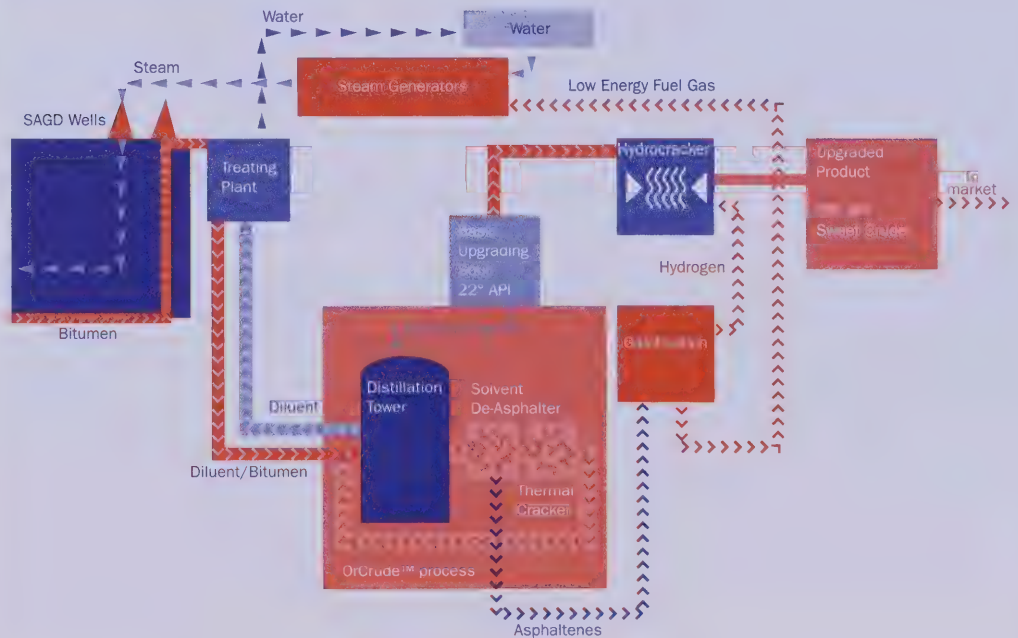 Water
Water
Steam
Steam Generators
Low Energy Fuel Gas
SAGD Wells
Treating
Plant
Hydrocracker
Upgraded
Product
Sweet Crude
To
market
Upgrading
22° API
Hydrogen
Bitumen
Gasification
Distillation
Tower
Solvent
De-Asphalter
Diluent
Diluent/Bitumen
Thermal
Cracker
OrCrude™ process
Asphaltenes